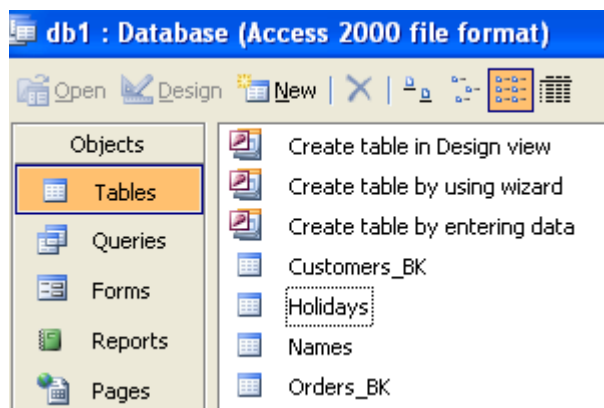 db1 : Database (Access 2000 file format)
Open Design New
Objects
Tables
Queries
Forms
Reports
Pages
Create table in Design view
Create table by using wizard
Create table by entering data
Customers_BK
Holidays
Names
Orders_BK